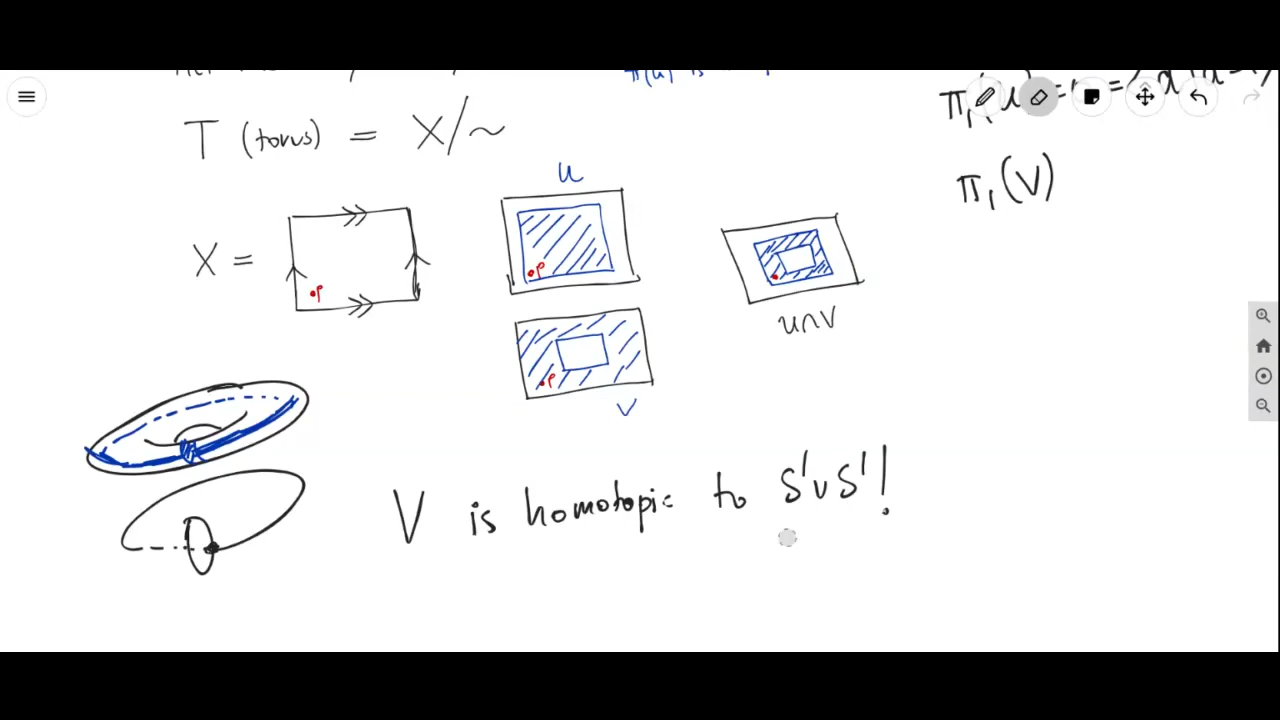 T (torus) = X/~
π₁(V)
U
X =
p
p
U∩V
p
V
V is homotopic to S¹∨S¹!